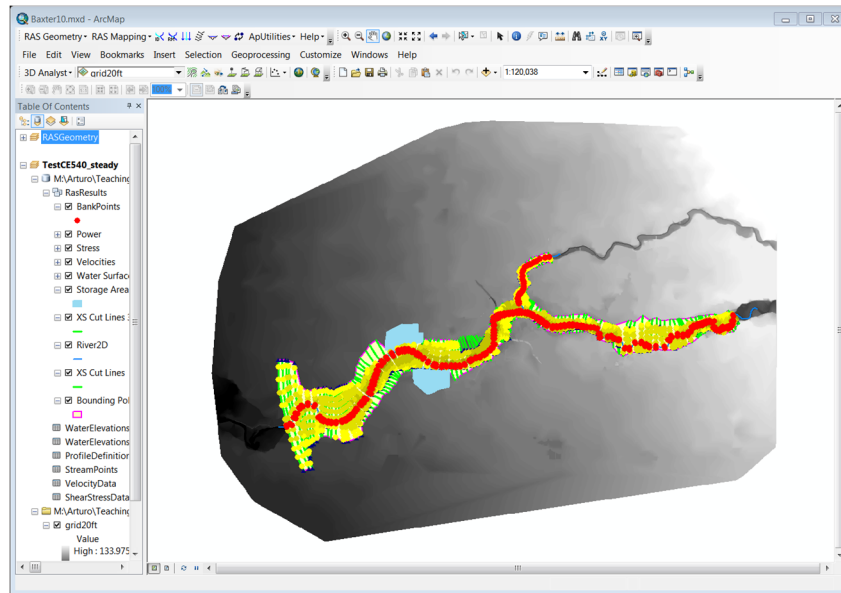 Baxter10.mxd - ArcMap
RAS Geometry RAS Mapping ApUtilities Help
File Edit View Bookmarks Insert Selection Geoprocessing Customize Windows Help
3D Analyst grid20ft 1:120,038
100%
Table Of Contents
RASGeometry
TestCE540_steady
M:\Arturo\Teaching
RasResults
BankPoints
Power
Stress
Velocities
Water Surfac
Storage Area
XS Cut Lines 3
River2D
XS Cut Lines
Bounding Pol
WaterElevations
WaterElevations
ProfileDefinition
StreamPoints
VelocityData
ShearStressData
M:\Arturo\Teaching
grid20ft
Value
High : 133.975